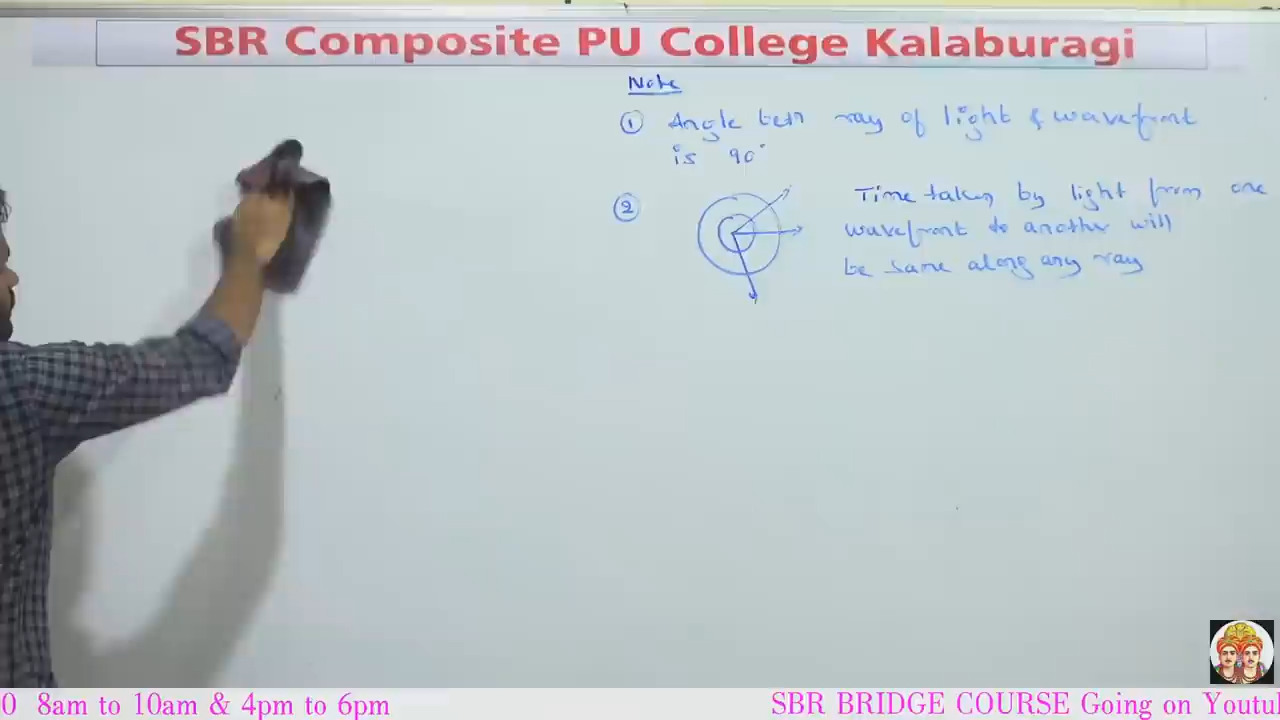 SBR Composite PU College Kalaburagi
Note
① Angle betn ray of light & wavefront
is 90°
② Time taken by light from one
wavefront to another will
be same along any ray
0 8am to 10am & 4pm to 6pm
SBR BRIDGE COURSE Going on Youtu